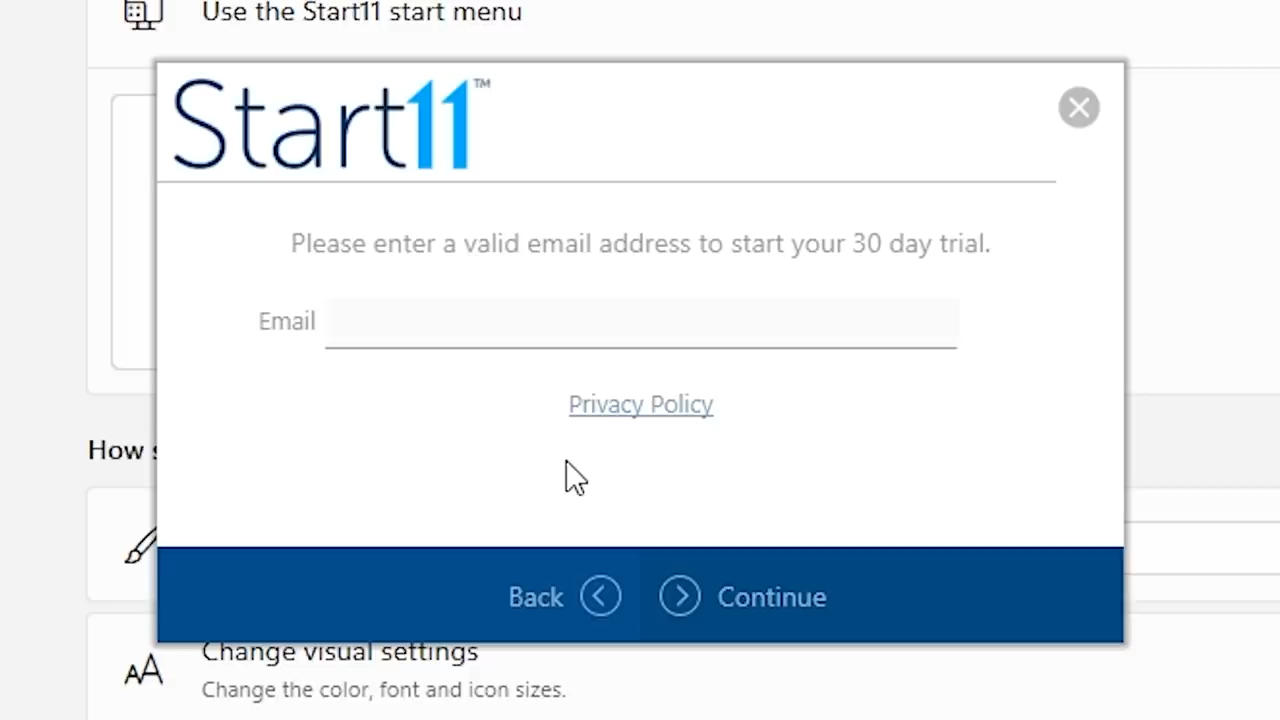 Use the Start11 start menu
Start11™
Please enter a valid email address to start your 30 day trial.
Email
Privacy Policy
How
Back
Continue
Change visual settings
Change the color, font and icon sizes.